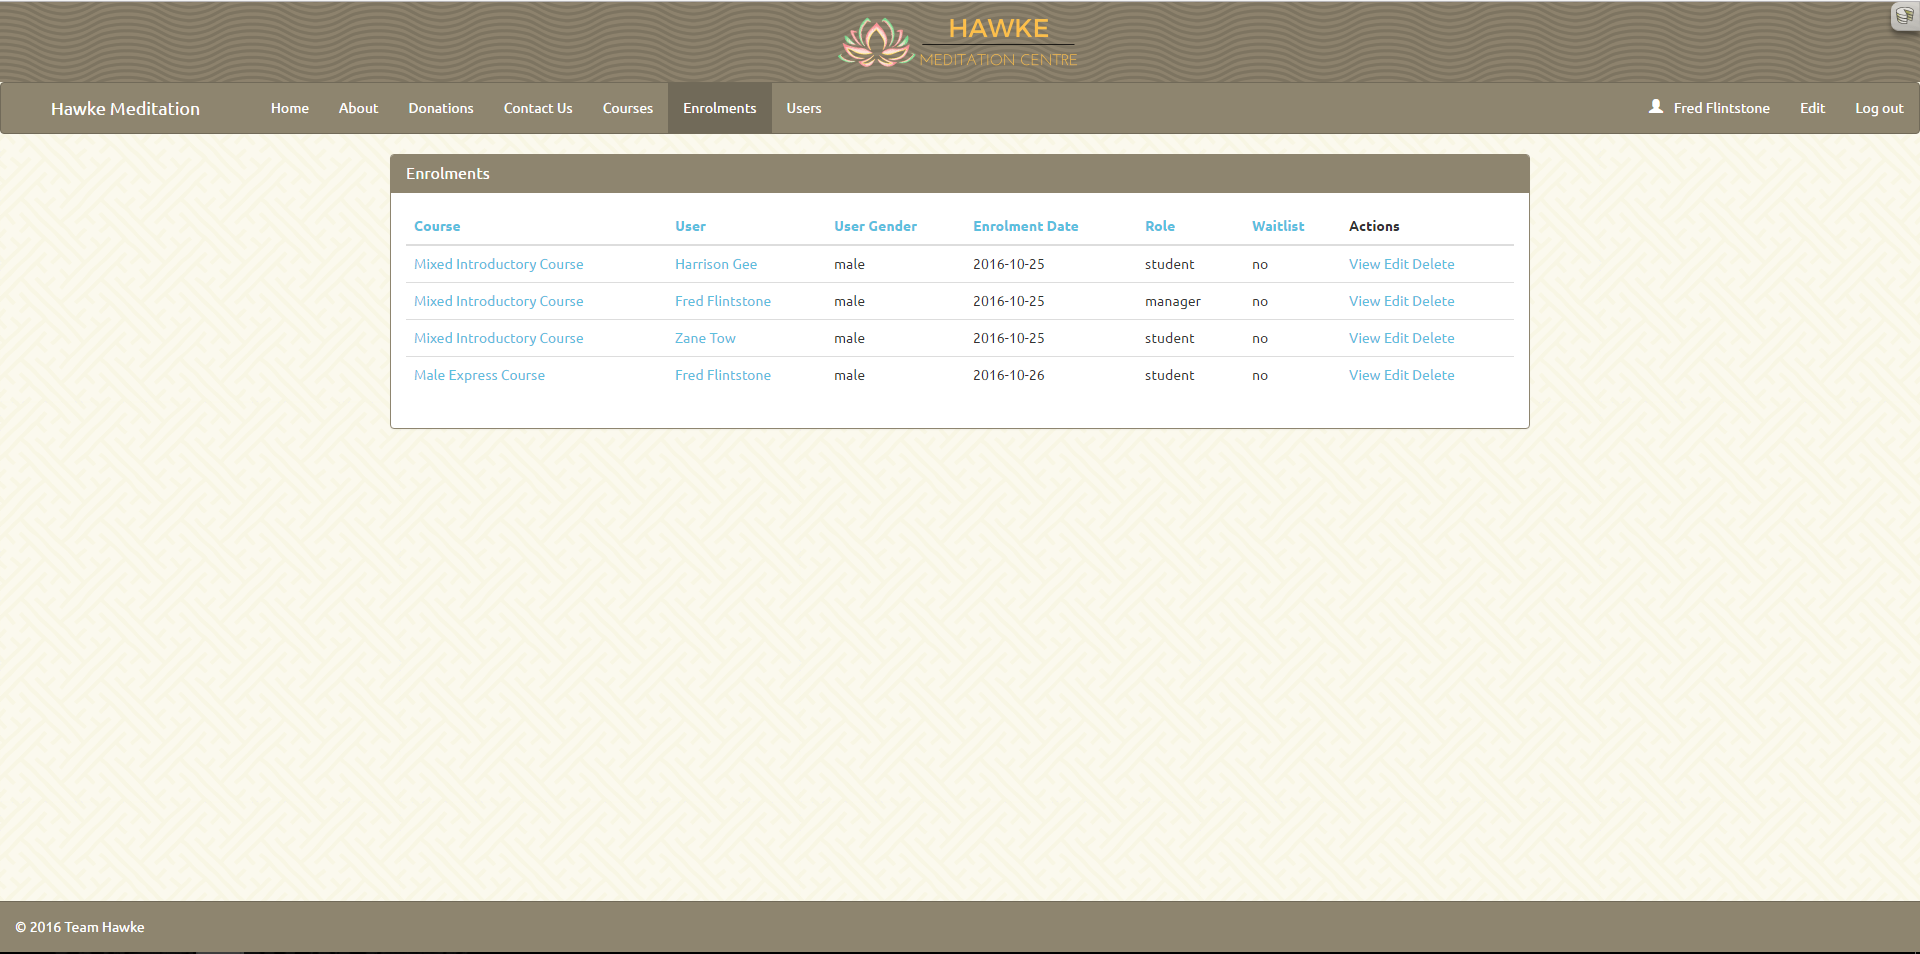 HAWKE
MEDITATION CENTRE
Hawke Meditation Home About Donations Contact Us Courses Enrolments Users Fred Flintstone Edit Log out
Enrolments
Course User User Gender Enrolment Date Role Waitlist Actions
Mixed Introductory Course Harrison Gee male 2016-10-25 student no View Edit Delete
Mixed Introductory Course Fred Flintstone male 2016-10-25 manager no View Edit Delete
Mixed Introductory Course Zane Tow male 2016-10-25 student no View Edit Delete
Male Express Course Fred Flintstone male 2016-10-26 student no View Edit Delete
© 2016 Team Hawke